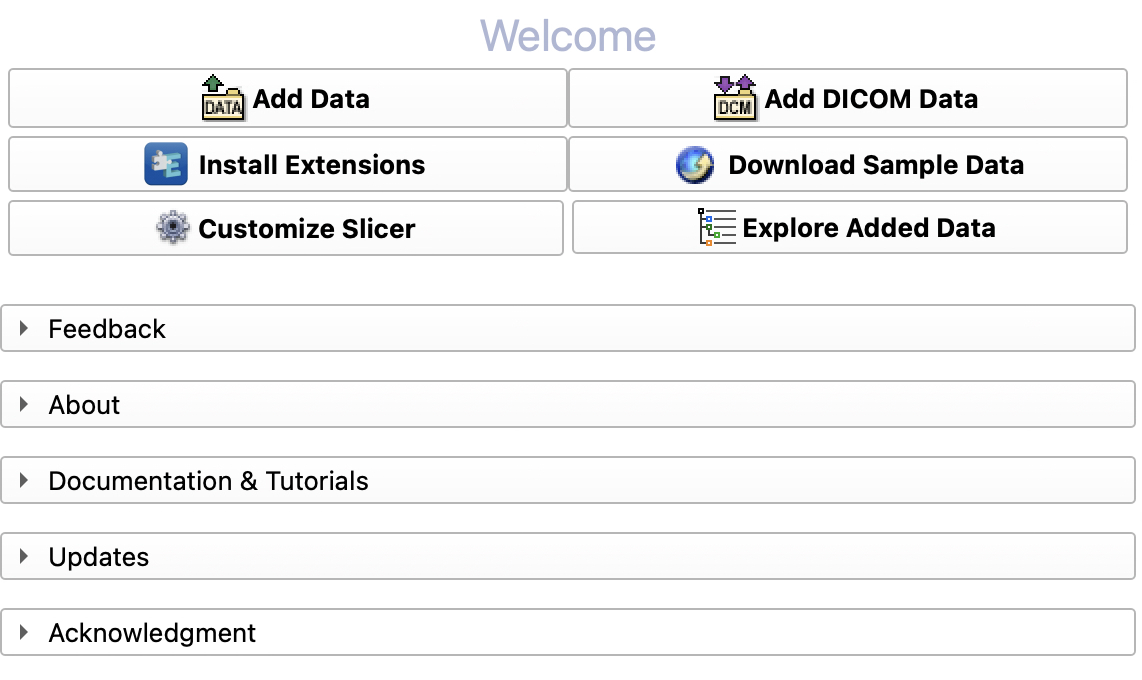 Welcome
DATA Add Data
DCM Add DICOM Data
E Install Extensions
Download Sample Data
Customize Slicer
Explore Added Data
Feedback
About
Documentation & Tutorials
Updates
Acknowledgment